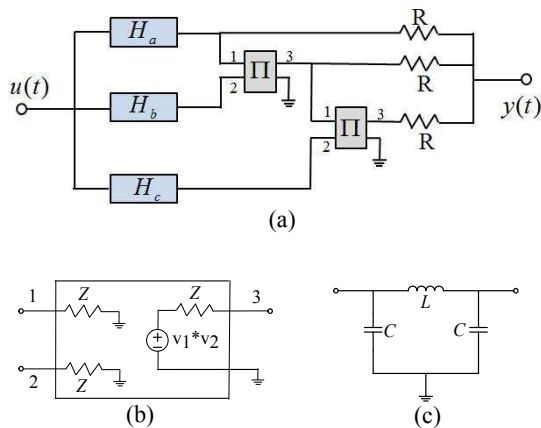 H_a
R
1
Π
3
R
u(t)
2
H_b
1
Π
3
R
y(t)
2
H_c
(a)
1
Z
Z
3
v1*v2
2
Z
(b)
L
C
C
(c)